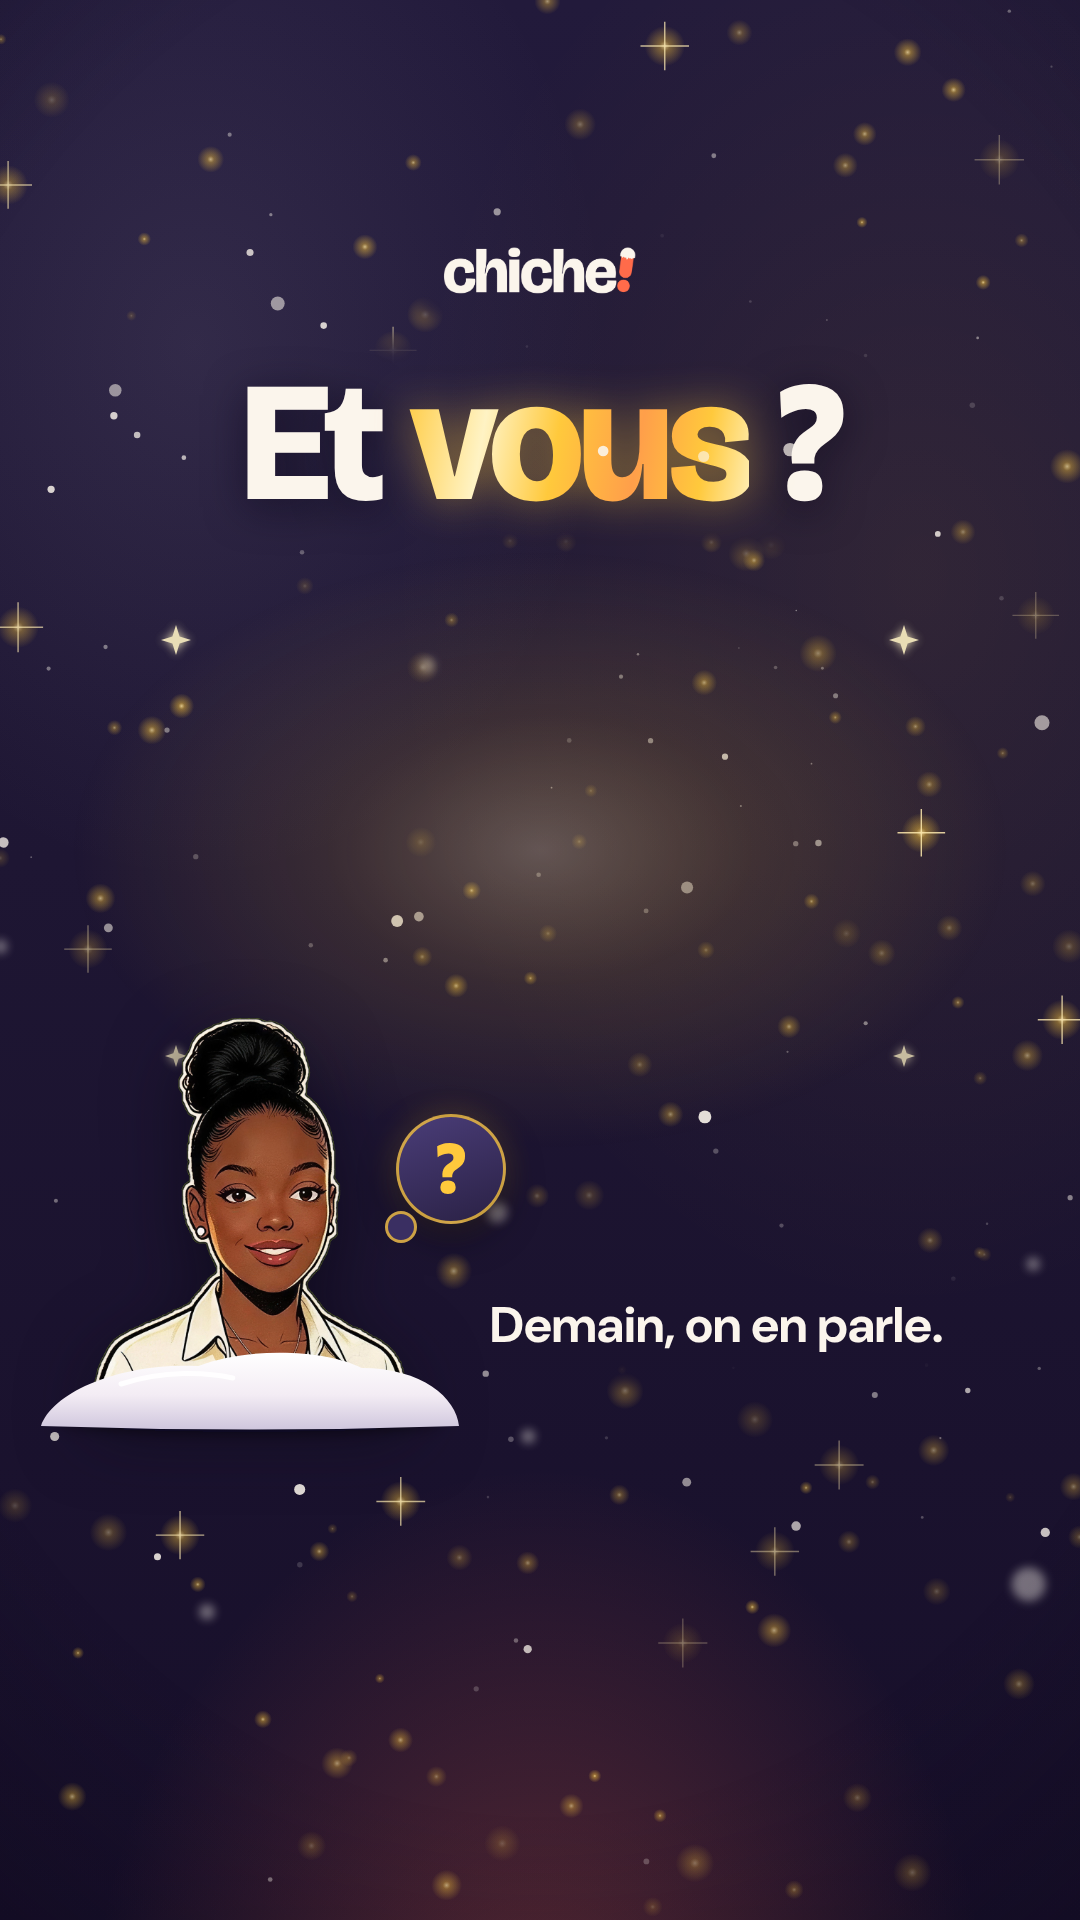 chiche!
Et vous ?
?
Demain, on en parle.